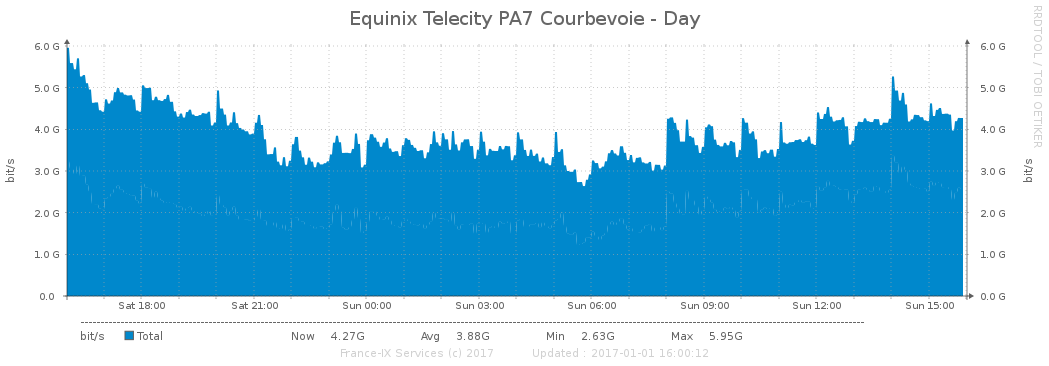 Equinix Telecity PA7 Courbevoie - Day
RRDTOOL / TOBI OETIKER
6.0 G 6.0 G
5.0 G 5.0 G
4.0 G 4.0 G
3.0 G 3.0 G
2.0 G 2.0 G
1.0 G 1.0 G
0.0 0.0 G
bit/s bit/s
Sat 18:00 Sat 21:00 Sun 00:00 Sun 03:00 Sun 06:00 Sun 09:00 Sun 12:00 Sun 15:00
bit/s Total Now 4.27G Avg 3.88G Min 2.63G Max 5.95G
France-IX Services (c) 2017 Updated : 2017-01-01 16:00:12